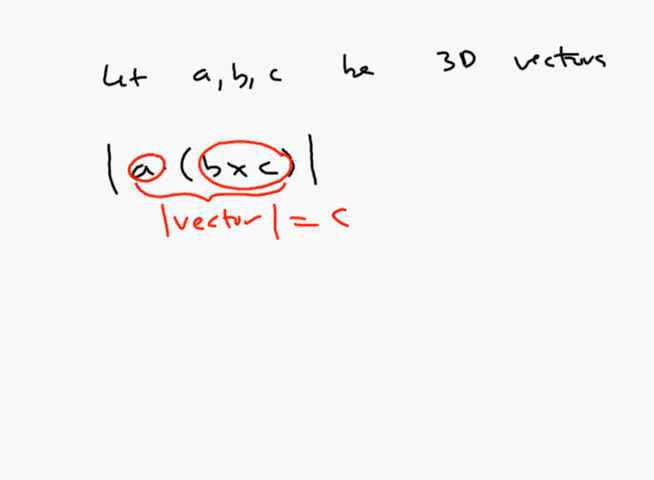 Let a, b, c be 3D vectors
|a·(b×c)|
|vector| = c